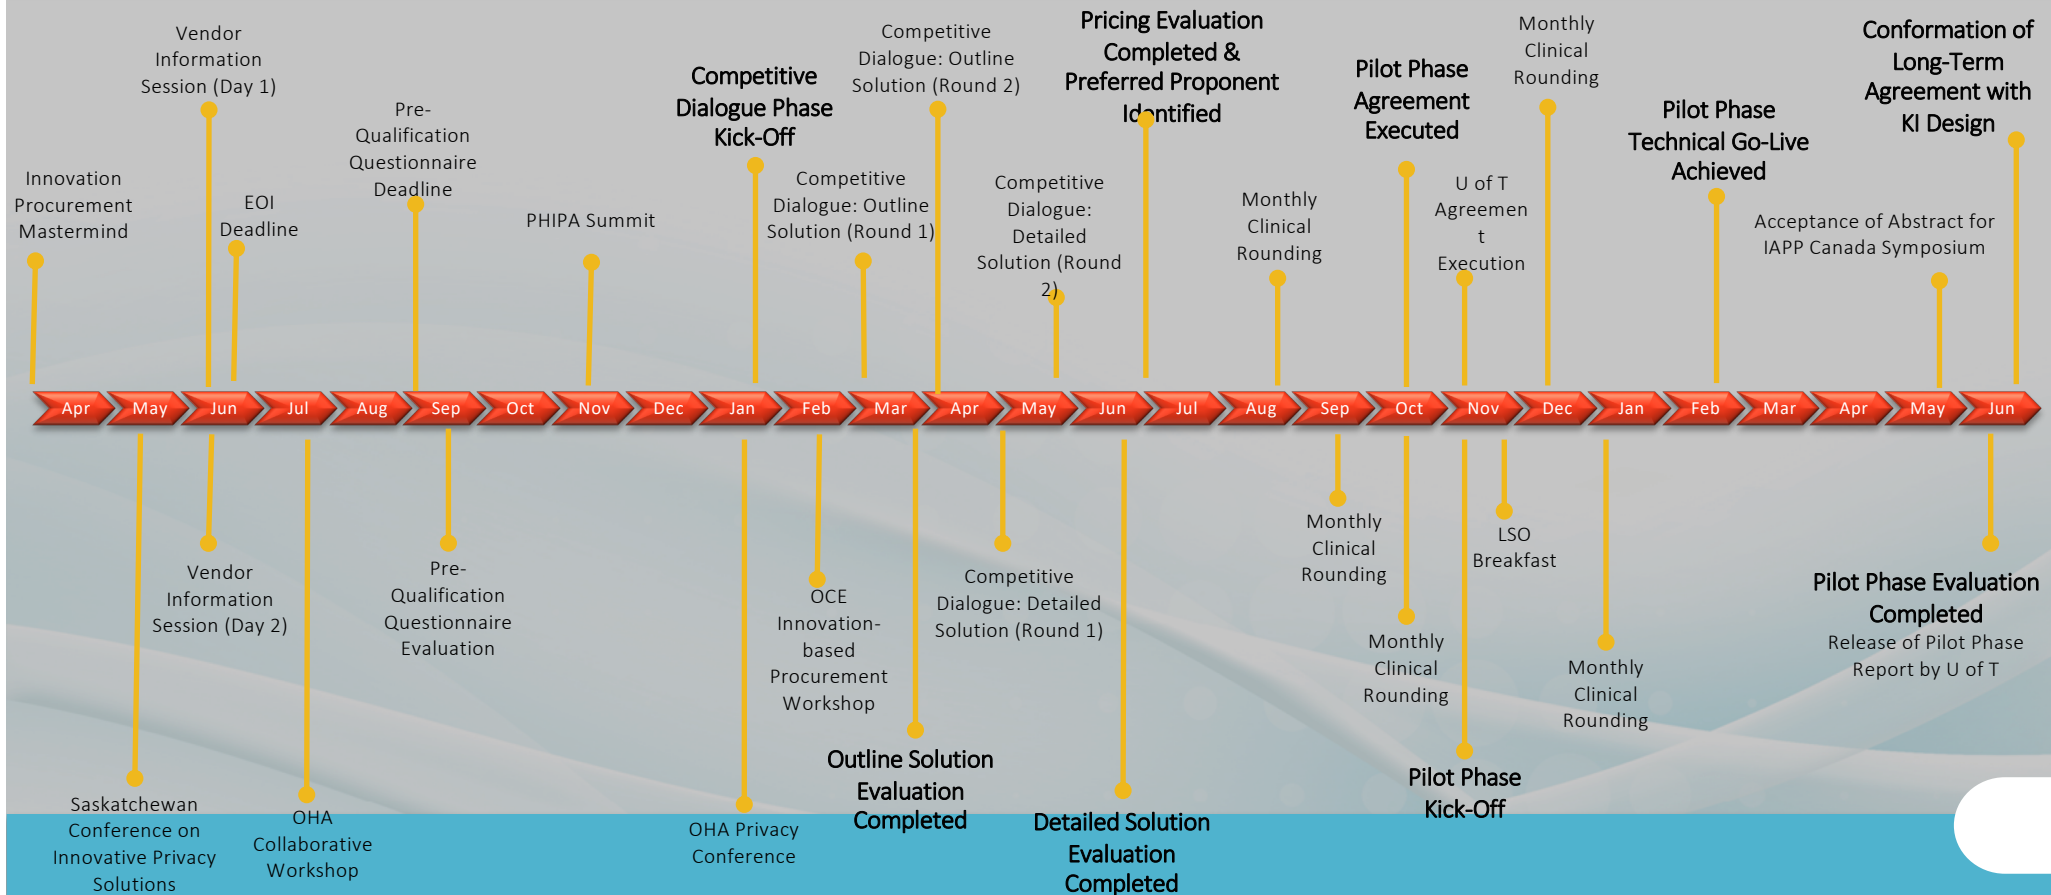 Vendor
Information
Session (Day 1)
Competitive
Dialogue: Outline
Solution (Round 2)
Pricing Evaluation
Completed &
Preferred Proponent
Identified
Monthly
Clinical
Rounding
Conformation of
Long-Term
Agreement with
KI Design
Competitive
Dialogue Phase
Kick-Off
Pilot Phase
Agreement
Executed
Pre-
Qualification
Questionnaire
Deadline
Pilot Phase
Technical Go-Live
Achieved
Innovation
Procurement
Mastermind
EOI
Deadline
PHIPA Summit
Competitive
Dialogue: Outline
Solution (Round 1)
Competitive
Dialogue:
Detailed
Solution (Round
2)
Monthly
Clinical
Rounding
U of T
Agreemen
t
Execution
Acceptance of Abstract for
IAPP Canada Symposium
Apr May Jun Jul Aug Sep Oct Nov Dec Jan Feb Mar Apr May Jun Jul Aug Sep Oct Nov Dec Jan Feb Mar Apr May Jun
Vendor
Information
Session (Day 2)
Pre-
Qualification
Questionnaire
Evaluation
OCE
Innovation-
based
Procurement
Workshop
Competitive
Dialogue: Detailed
Solution (Round 1)
Monthly
Clinical
Rounding
LSO
Breakfast
Monthly
Clinical
Rounding
Monthly
Clinical
Rounding
Pilot Phase Evaluation
Completed
Release of Pilot Phase
Report by U of T
Saskatchewan
Conference on
Innovative Privacy
Solutions
OHA
Collaborative
Workshop
OHA Privacy
Conference
Outline Solution
Evaluation
Completed
Detailed Solution
Evaluation
Completed
Pilot Phase
Kick-Off